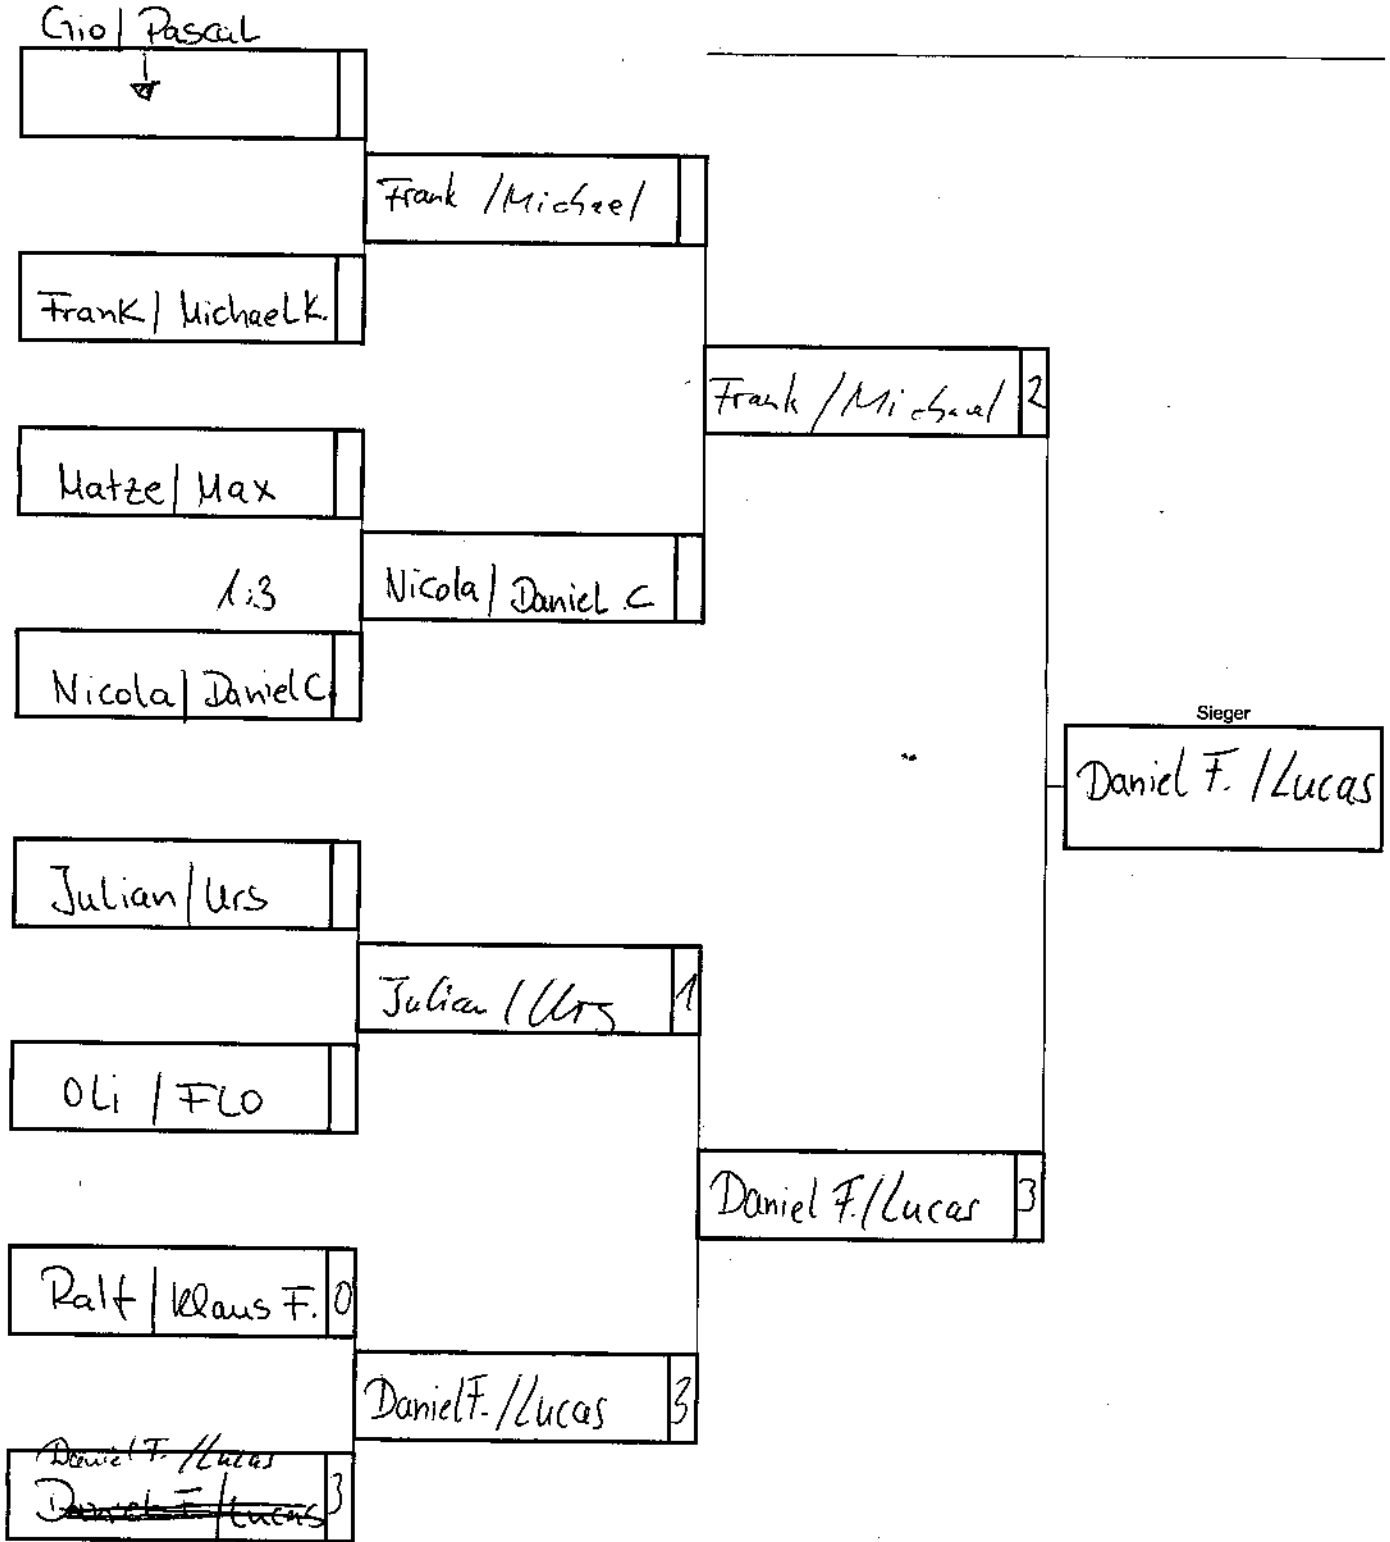 Gio | Pascal
Frank / Michael
Frank | Michael K.
Frank / Michael 2
Matze | Max
1:3
Nicola | Daniel C
Nicola | Daniel C.
Sieger
Daniel F. / Lucas
Julian / Urs
Julian / Urs 1
Oli / FLO
Daniel F. / Lucas 3
Ralf | Klaus F. 0
Daniel F. / Lucas 3
Daniel F. / Lucas
Daniel F | Lucas 3